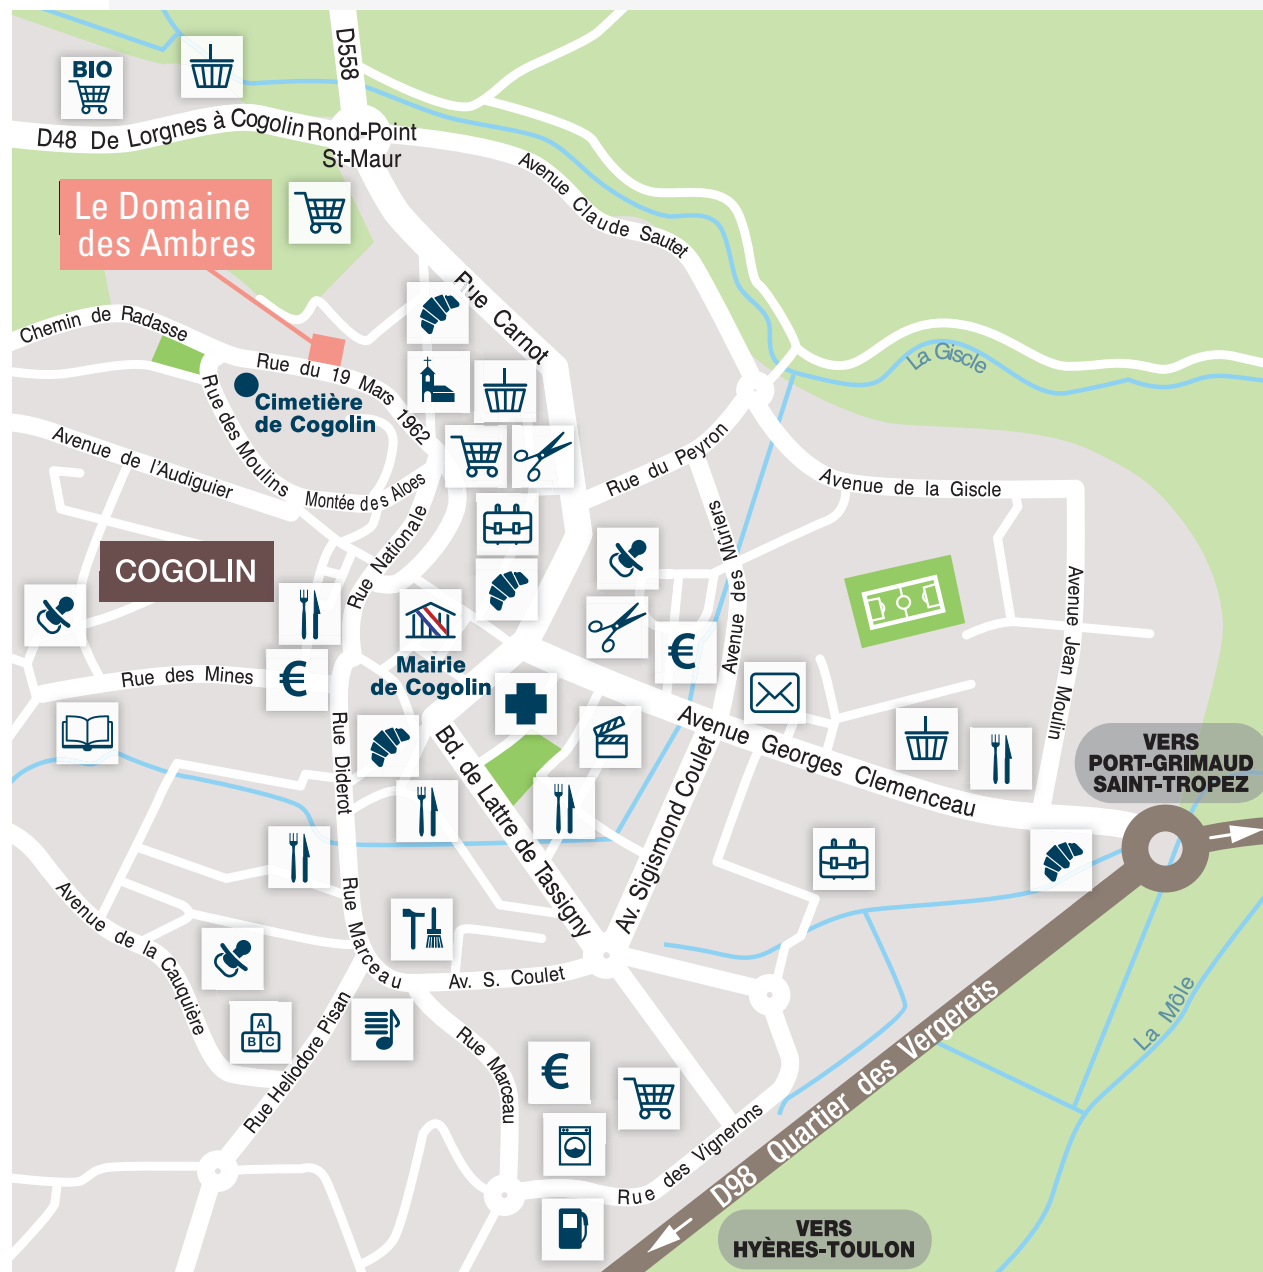 D558
BIO
D48 De Lorgnes à Cogolin
Rond-Point
St-Maur
Avenue Claude Sautet
Le Domaine
des Ambres
Rue Carnot
Chemin de Radasse
La Giscle
Rue du 19 Mars 1962
Cimetière
de Cogolin
Rue des Moulins
Avenue de l'Audiguier
Montée des Aloes
Rue du Peyron
Avenue de la Giscle
Rue Nationale
Avenue des Mûriers
COGOLIN
Avenue Jean Moulin
Mairie
de Cogolin
Rue des Mines
€
€
Rue Diderot
Bd. de Lattre de Tassigny
Avenue Georges Clemenceau
VERS
PORT-GRIMAUD
SAINT-TROPEZ
Av. Sigismond Coulet
Rue Marceau
Avenue de la Cauquière
Av. S. Coulet
A
B C
Rue Heliodore Pisan
Rue Marceau
€
La Môle
D98 Quartier des Vergerets
Rue des Vignerons
VERS
HYÈRES-TOULON